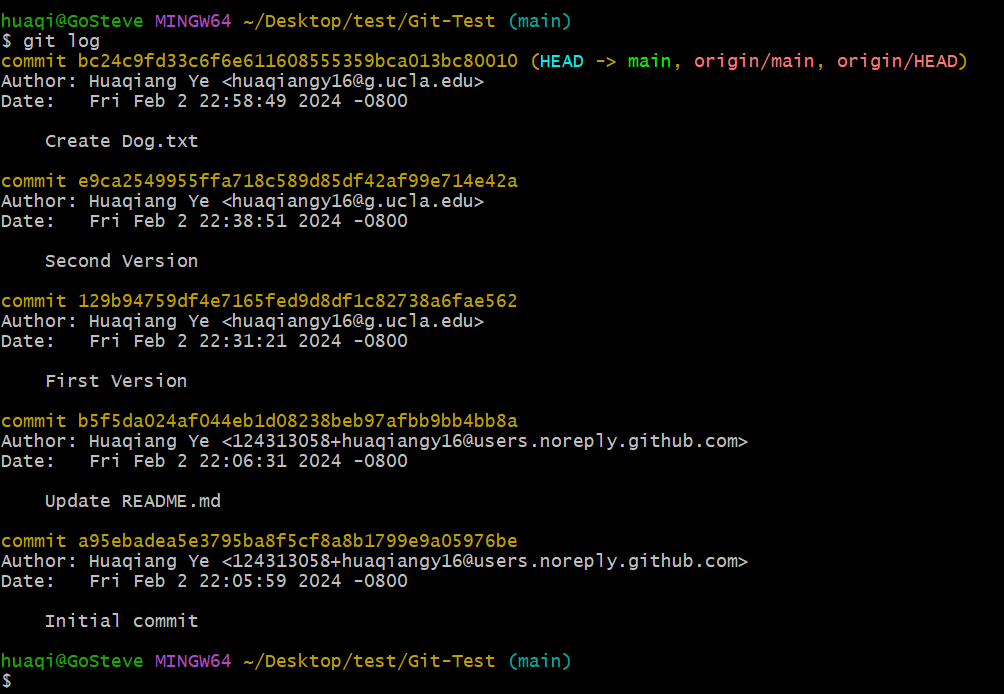 huaqi@GoSteve MINGW64 ~/Desktop/test/Git-Test (main)
$ git log
commit bc24c9fd33c6f6e611608555359bca013bc80010 (HEAD -> main, origin/main, origin/HEAD)
Author: Huaqiang Ye <huaqiangy16@g.ucla.edu>
Date:   Fri Feb 2 22:58:49 2024 -0800

    Create Dog.txt

commit e9ca2549955ffa718c589d85df42af99e714e42a
Author: Huaqiang Ye <huaqiangy16@g.ucla.edu>
Date:   Fri Feb 2 22:38:51 2024 -0800

    Second Version

commit 129b94759df4e7165fed9d8df1c82738a6fae562
Author: Huaqiang Ye <huaqiangy16@g.ucla.edu>
Date:   Fri Feb 2 22:31:21 2024 -0800

    First Version

commit b5f5da024af044eb1d08238beb97afbb9bb4bb8a
Author: Huaqiang Ye <124313058+huaqiangy16@users.noreply.github.com>
Date:   Fri Feb 2 22:06:31 2024 -0800

    Update README.md

commit a95ebadea5e3795ba8f5cf8a8b1799e9a05976be
Author: Huaqiang Ye <124313058+huaqiangy16@users.noreply.github.com>
Date:   Fri Feb 2 22:05:59 2024 -0800

    Initial commit

huaqi@GoSteve MINGW64 ~/Desktop/test/Git-Test (main)
$